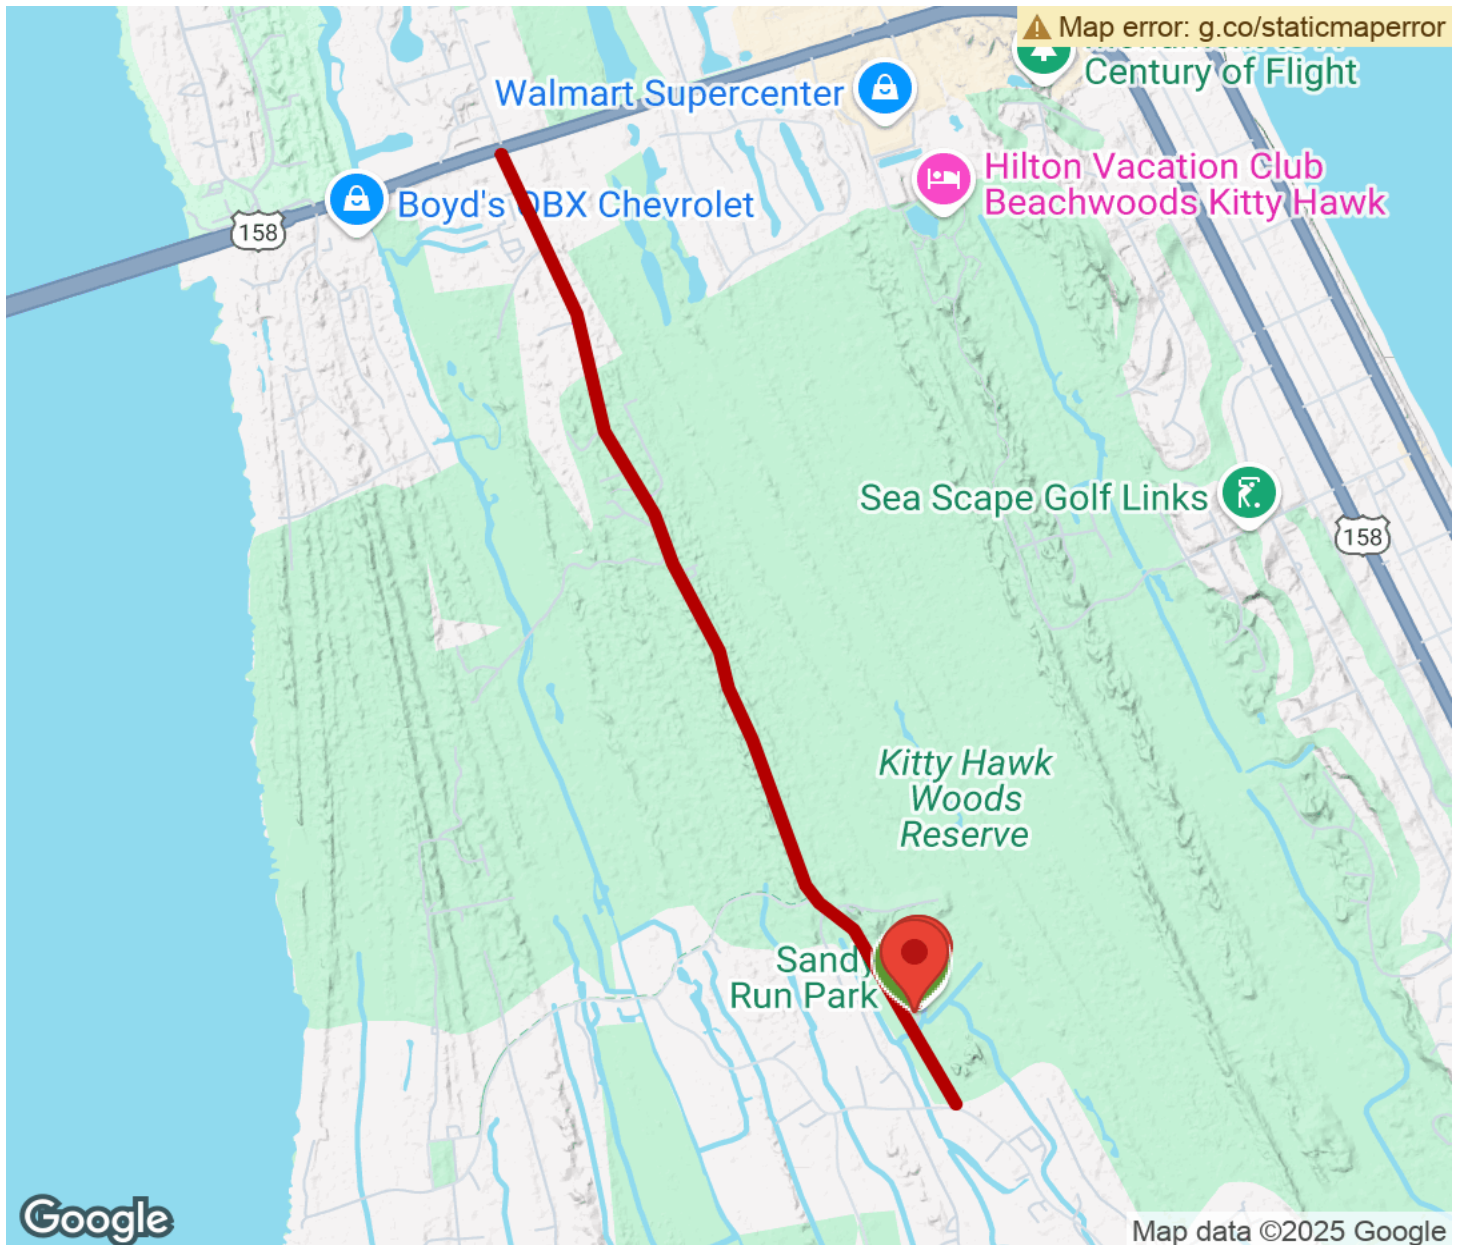 Map error: g.co/staticmaperror
Century of Flight
Walmart Supercenter
Hilton Vacation Club
Beachwoods Kitty Hawk
Boyd's OBX Chevrolet
158
Sea Scape Golf Links
158
Kitty Hawk
Woods
Reserve
Sandy
Run Park
Google
Map data ©2025 Google